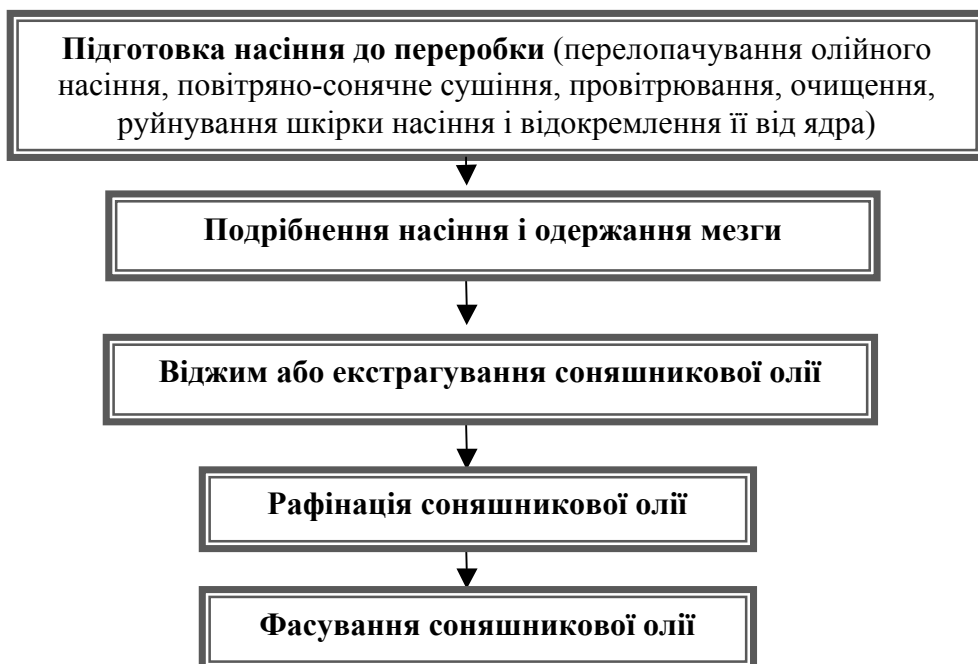 Підготовка насіння до переробки (перелопачування олійного
насіння, повітряно-сонячне сушіння, провітрювання, очищення,
руйнування шкірки насіння і відокремлення її від ядра)
Подрібнення насіння і одержання мезги
Віджим або екстрагування соняшникової олії
Рафінація соняшникової олії
Фасування соняшникової олії